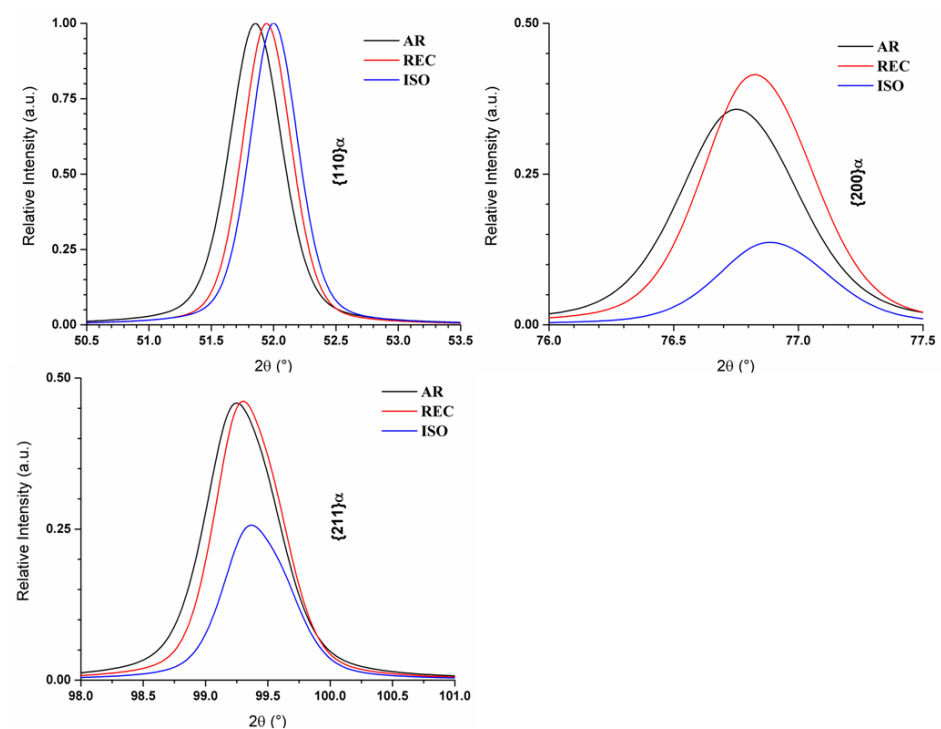 1.00
0.75
0.50
0.25
0.00
Relative Intensity (a.u.)
AR
REC
ISO
{110}α
50.5 51.0 51.5 52.0 52.5 53.0 53.5
2θ (°)
0.50
0.25
0.00
Relative Intensity (a.u.)
AR
REC
ISO
{200}α
76.0 76.5 77.0 77.5
2θ (°)
0.50
0.25
0.00
Relative Intensity (a.u.)
AR
REC
ISO
{211}α
98.0 98.5 99.0 99.5 100.0 100.5 101.0
2θ (°)